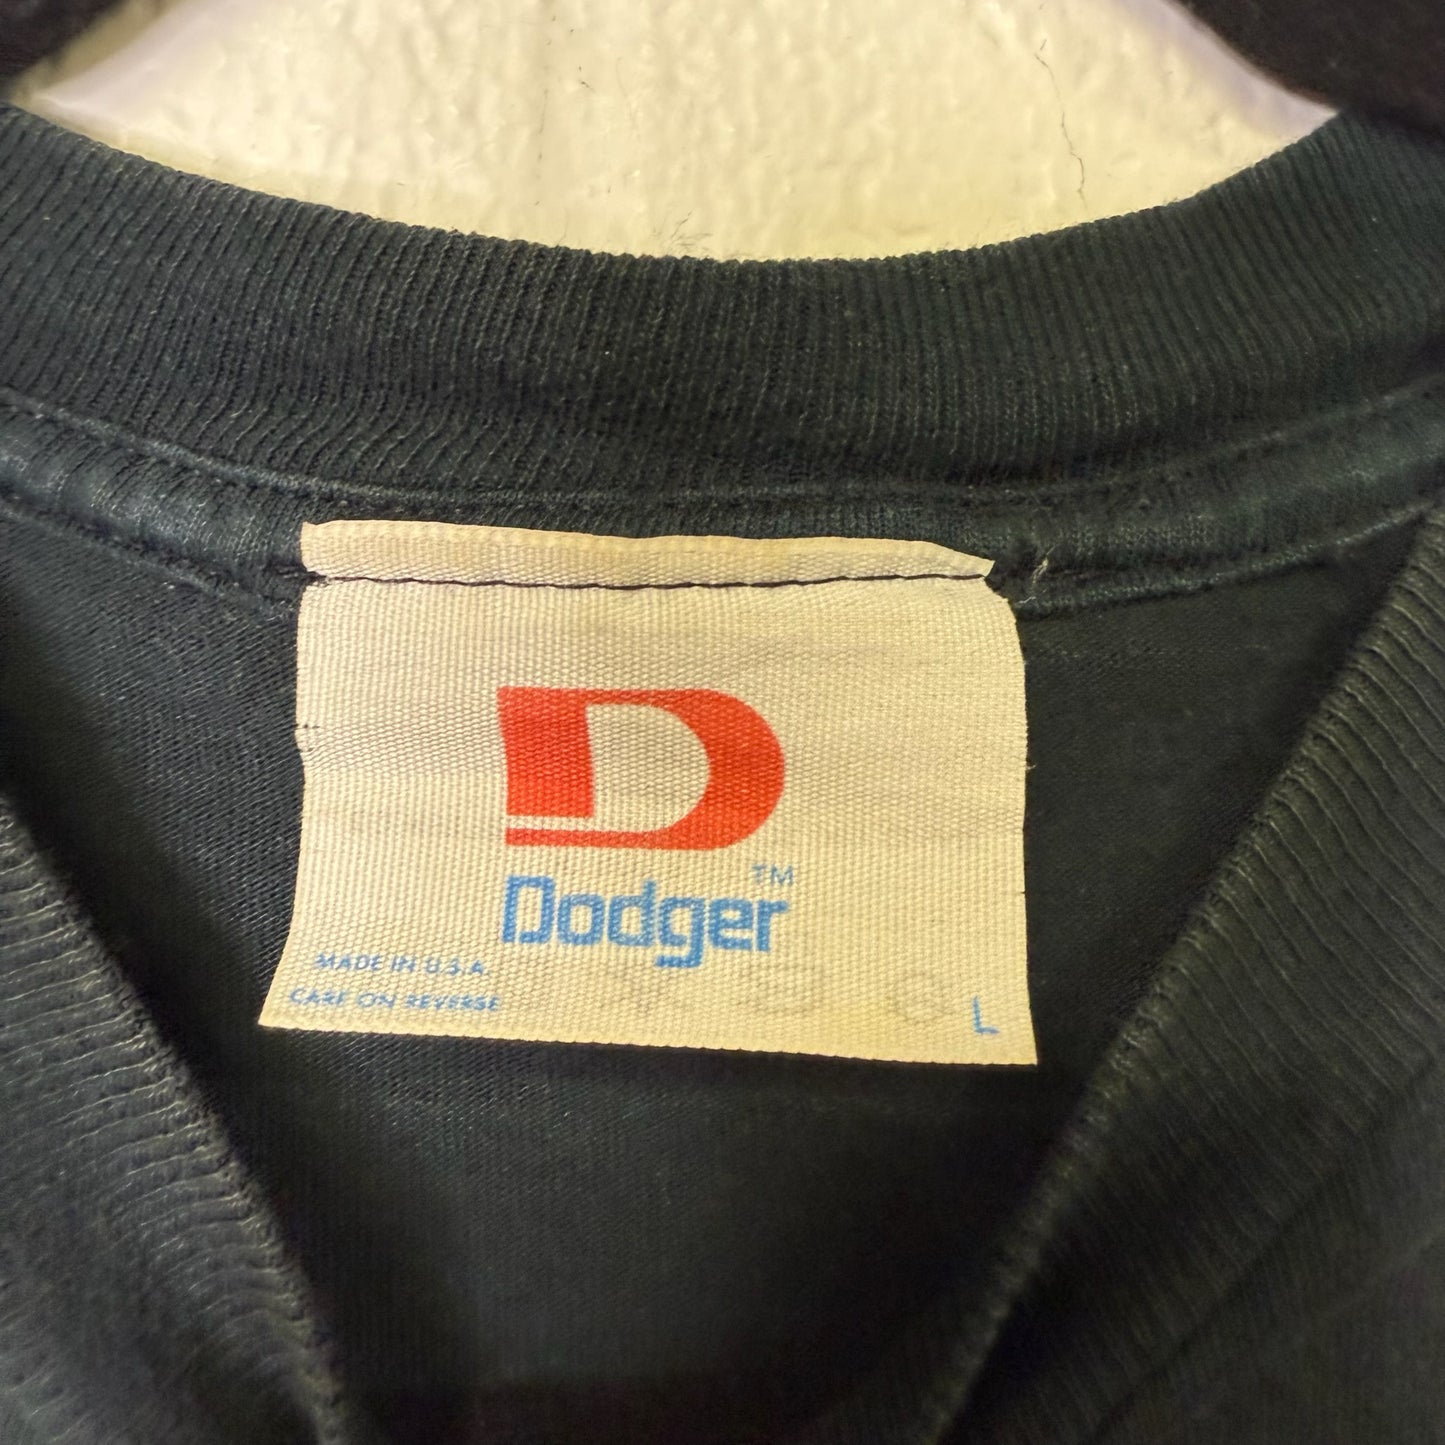 D
Dodger™
MADE IN U.S.A.
CARE ON REVERSE
L